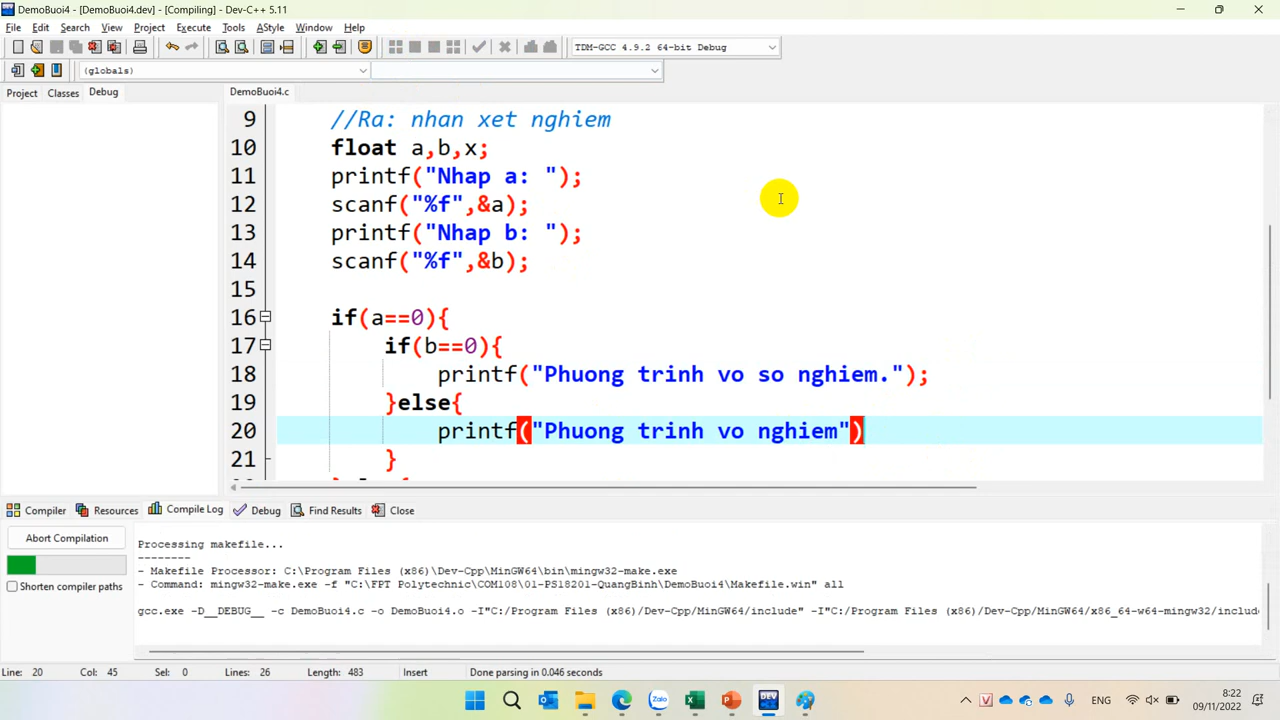 DemoBuoi4 - [DemoBuoi4.dev] - [Compiling] - Dev-C++ 5.11
File Edit Search View Project Execute Tools AStyle Window Help
TDM-GCC 4.9.2 64-bit Debug
(globals)
Project Classes Debug
DemoBuoi4.c
9 //Ra: nhan xet nghiem
10 float a,b,x;
11 printf("Nhap a: ");
12 scanf("%f",&a);
13 printf("Nhap b: ");
14 scanf("%f",&b);
15
16 if(a==0){
17 if(b==0){
18 printf("Phuong trinh vo so nghiem.");
19 }else{
20 printf("Phuong trinh vo nghiem")
21 }
Compiler Resources Compile Log Debug Find Results Close
Abort Compilation
Shorten compiler paths
Processing makefile...
--------
- Makefile Processor: C:\Program Files (x86)\Dev-Cpp\MinGW64\bin\mingw32-make.exe
- Command: mingw32-make.exe -f "C:\FPT Polytechnic\COM108\01-PS18201-QuangBinh\DemoBuoi4\Makefile.win" all
gcc.exe -D__DEBUG__ -c DemoBuoi4.c -o DemoBuoi4.o -I"C:/Program Files (x86)/Dev-Cpp/MinGW64/include" -I"C:/Program Files (x86)/Dev-Cpp/MinGW64/x86_64-w64-mingw32/include
Line: 20 Col: 45 Sel: 0 Lines: 26 Length: 483 Insert Done parsing in 0.046 seconds
Zalo
DEV
ENG
8:22
09/11/2022